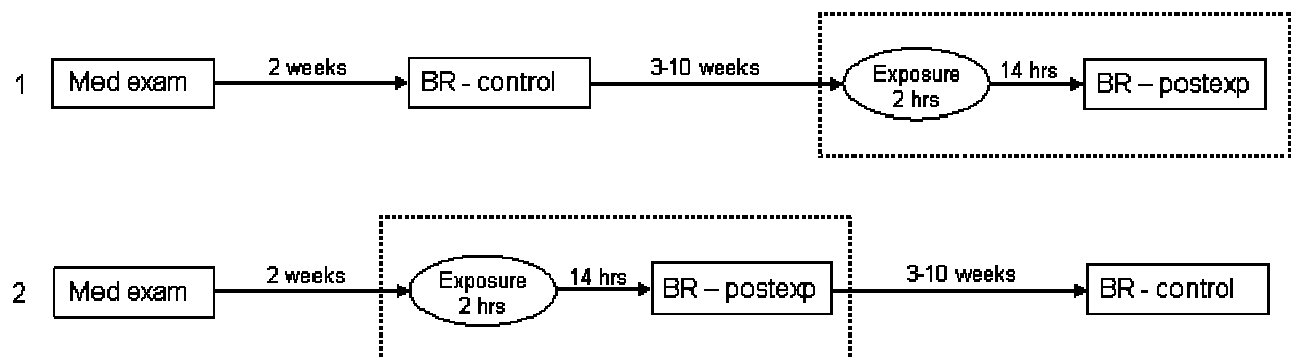 1
Med exam
2 weeks
BR - control
3-10 weeks
Exposure
2 hrs
14 hrs
BR – postexp
2
Med exam
2 weeks
Exposure
2 hrs
14 hrs
BR – postexp
3-10 weeks
BR - control